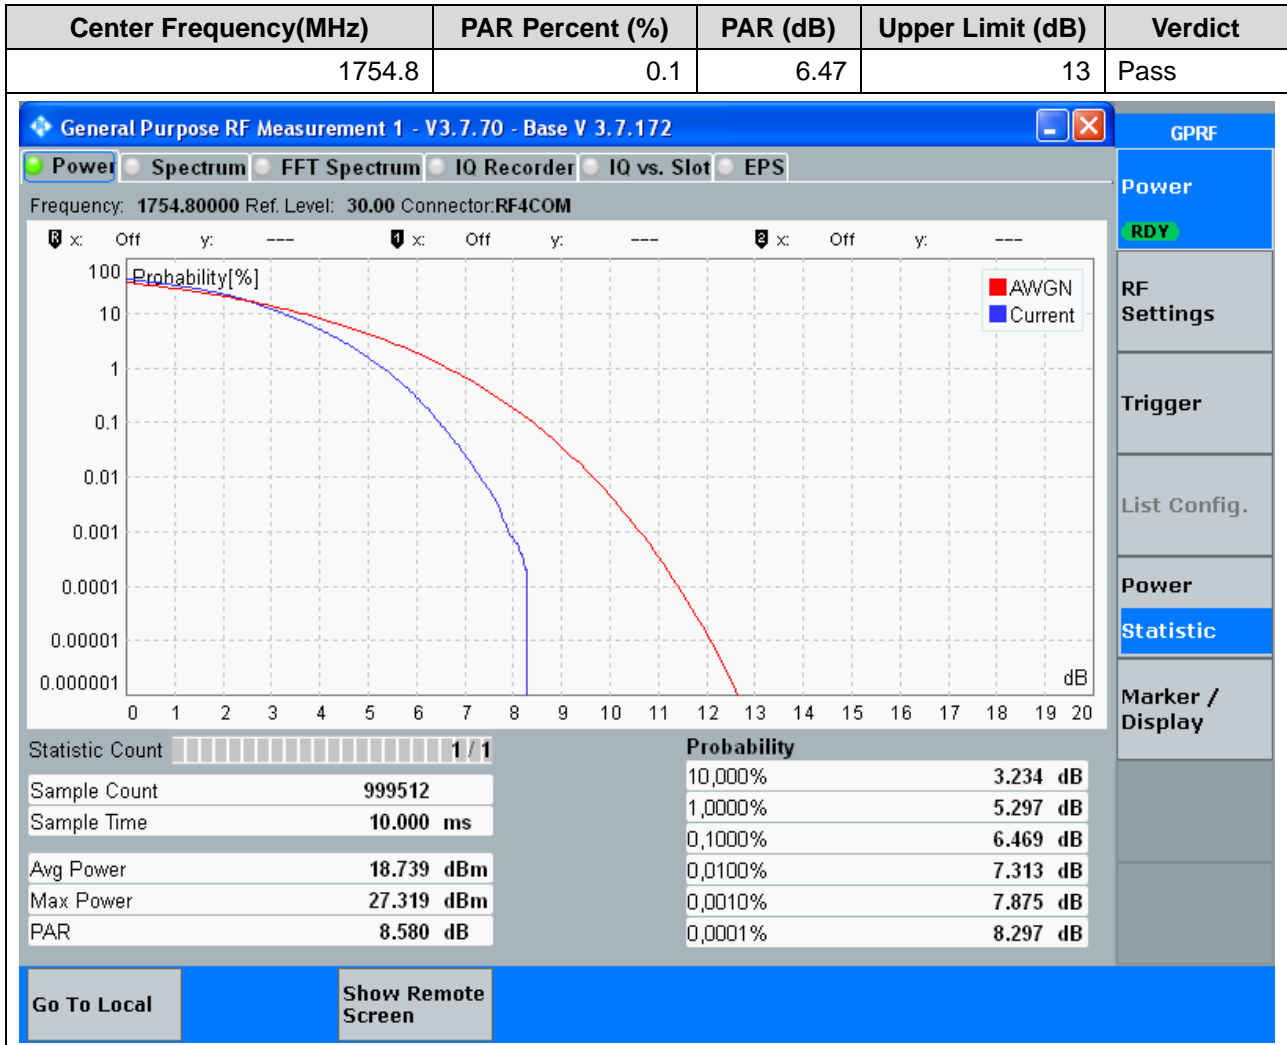 Center Frequency(MHz) PAR Percent (%) PAR (dB) Upper Limit (dB) Verdict
1754.8 0.1 6.47 13 Pass
General Purpose RF Measurement 1 - V3.7.70 - Base V 3.7.172
GPRF
Power Spectrum FFT Spectrum IQ Recorder IQ vs. Slot EPS
Power
RDY
Frequency: 1754.80000 Ref. Level: 30.00 Connector:RF4COM
R x: Off y: --- 1 x: Off y: --- 2 x: Off y: ---
Probability[%]
AWGN
Current
100
10
1
0.1
0.01
0.001
0.0001
0.00001
0.000001
dB
0 1 2 3 4 5 6 7 8 9 10 11 12 13 14 15 16 17 18 19 20
RF
Settings
Trigger
List Config.
Power
Statistic
Marker /
Display
Statistic Count 1 / 1
Sample Count 999512
Sample Time 10.000 ms
Avg Power 18.739 dBm
Max Power 27.319 dBm
PAR 8.580 dB
Probability
10,000% 3.234 dB
1,0000% 5.297 dB
0,1000% 6.469 dB
0,0100% 7.313 dB
0,0010% 7.875 dB
0,0001% 8.297 dB
Go To Local
Show Remote
Screen